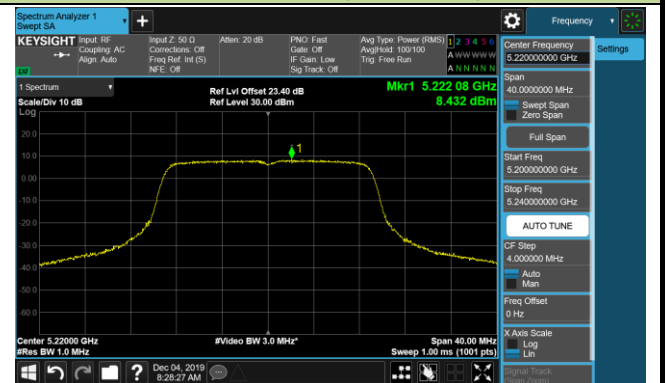 Spectrum Analyzer 1
Swept SA
Frequency
KEYSIGHT
Input: RF
Coupling: AC
Align: Auto
Input Z: 50 Ω
Corrections: Off
Freq Ref: Int (S)
NFE: Off
Atten: 20 dB
PNO: Fast
Gate: Off
IF Gain: Low
Sig Track: Off
Avg Type: Power (RMS)
Avg|Hold: 100/100
Trig: Free Run
1 2 3 4 5 6
A W W W W W
A N N N N N
LXI
1 Spectrum
Scale/Div 10 dB
Log
Ref Lvl Offset 23.40 dB
Ref Level 30.00 dBm
Mkr1 5.222 08 GHz
8.432 dBm
1
20.0
10.0
0.00
-10.0
-20.0
-30.0
-40.0
-50.0
-60.0
Center 5.22000 GHz
#Res BW 1.0 MHz
#Video BW 3.0 MHz*
Span 40.00 MHz
Sweep 1.00 ms (1001 pts)
Dec 04, 2019
8:28:27 AM
Center Frequency
5.220000000 GHz
Settings
Span
40.0000000 MHz
Swept Span
Zero Span
Full Span
Start Freq
5.200000000 GHz
Stop Freq
5.240000000 GHz
AUTO TUNE
CF Step
4.000000 MHz
Auto
Man
Freq Offset
0 Hz
X Axis Scale
Log
Lin
Signal Track
(Span Zoom)